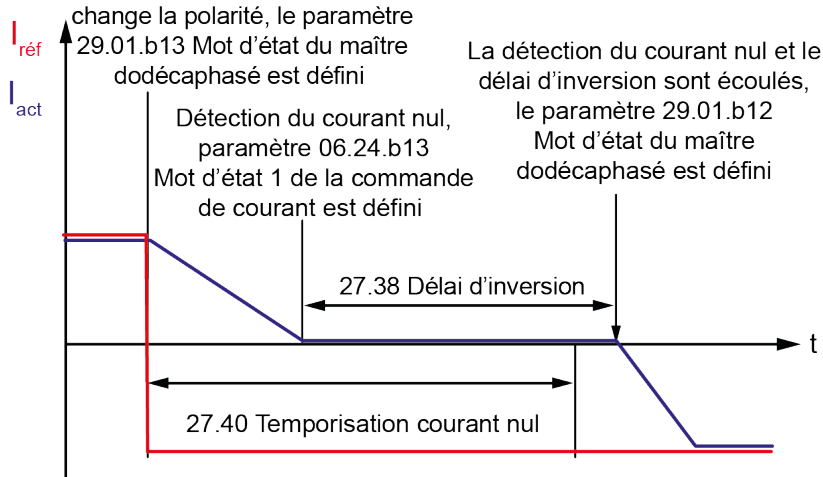 change la polarité, le paramètre
29.01.b13 Mot d’état du maître
dodécaphasé est défini
I réf
I act
La détection du courant nul et le
délai d’inversion sont écoulés,
le paramètre 29.01.b12
Mot d’état du maître
dodécaphasé est défini
Détection du courant nul,
paramètre 06.24.b13
Mot d’état 1 de la commande
de courant est défini
27.38 Délai d’inversion
t
27.40 Temporisation courant nul